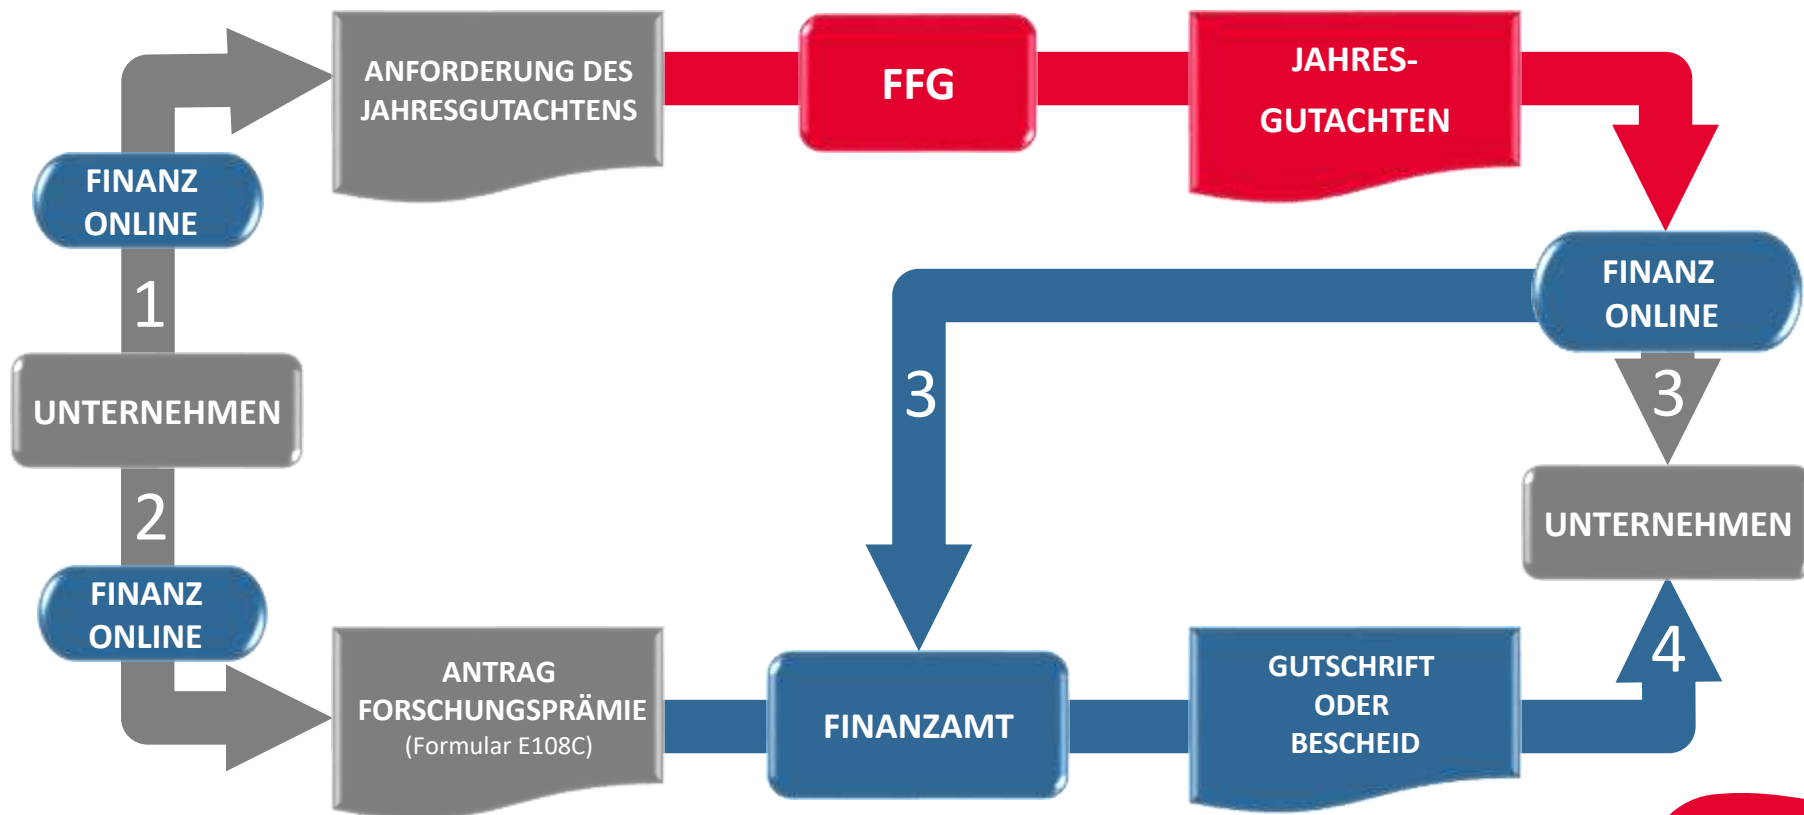 ANFORDERUNG DES
JAHRESGUTACHTENS
FFG
JAHRES-
GUTACHTEN
FINANZ
ONLINE
1
UNTERNEHMEN
2
FINANZ
ONLINE
FINANZ
ONLINE
3
3
UNTERNEHMEN
4
ANTRAG
FORSCHUNGSPRÄMIE
(Formular E108C)
FINANZAMT
GUTSCHRIFT
ODER
BESCHEID